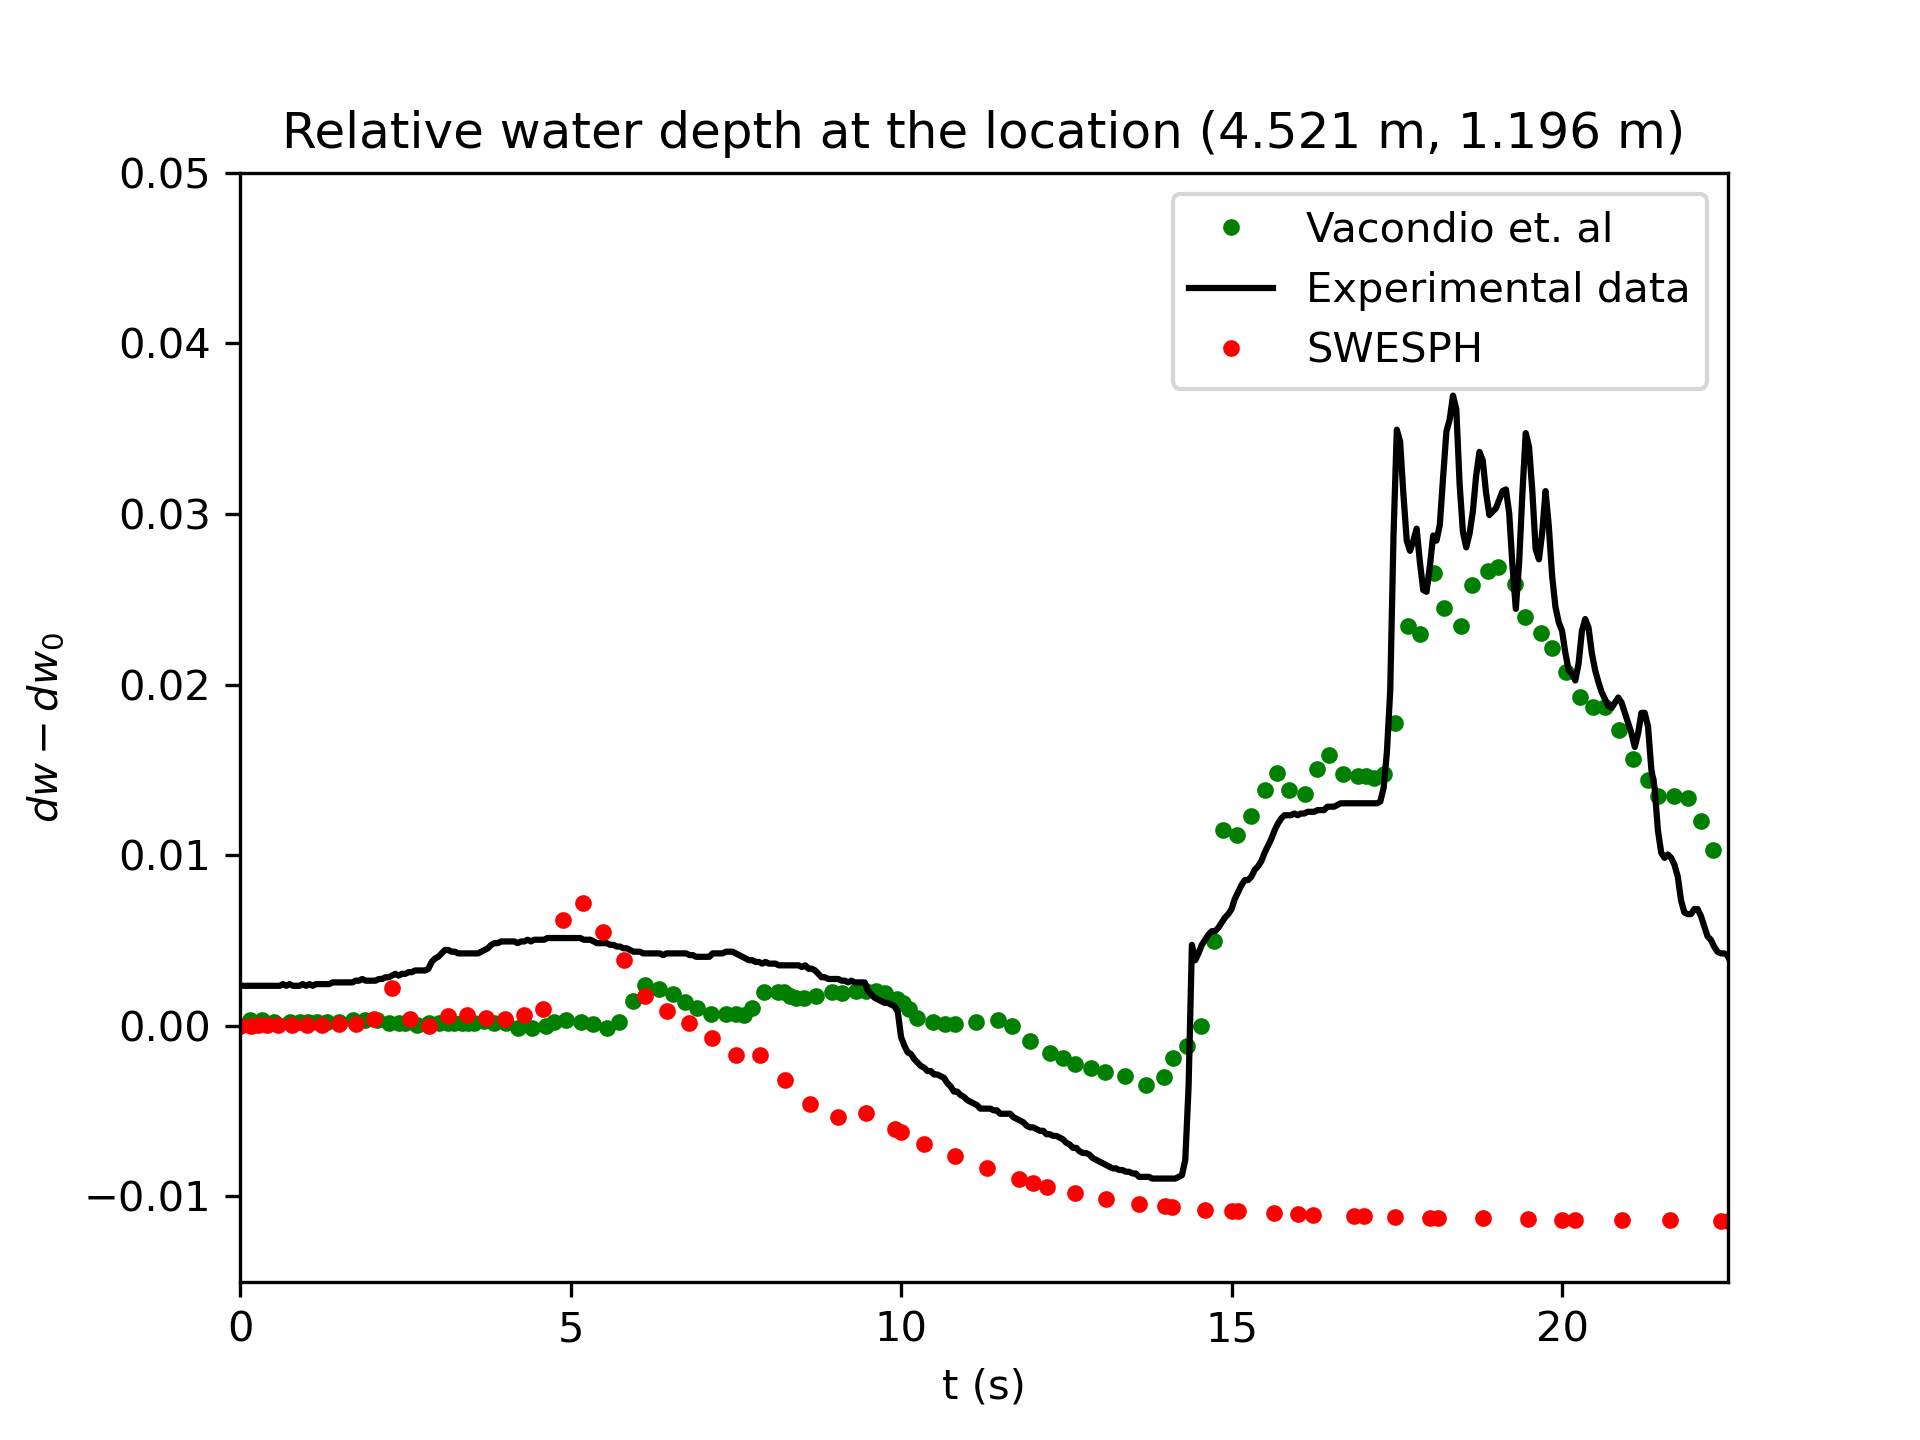 Relative water depth at the location (4.521 m, 1.196 m)
0.05
0.04
0.03
0.02
0.01
0.00
−0.01
dw − dw₀
Vacondio et. al
Experimental data
SWESPH
0 5 10 15 20
t (s)